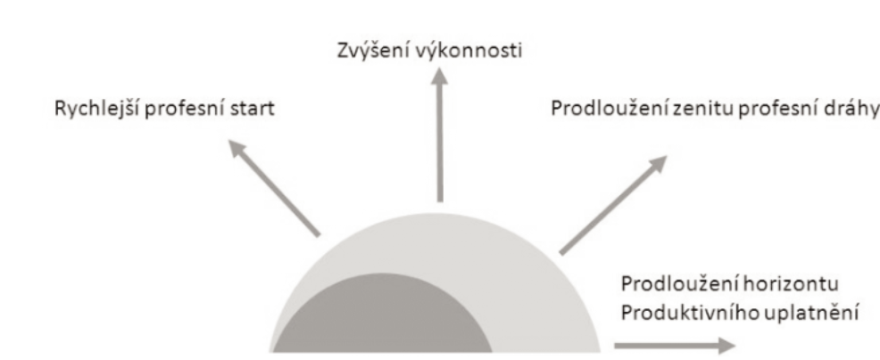 Zvýšení výkonnosti
Rychlejší profesní start
Prodloužení zenitu profesní dráhy
Prodloužení horizontu
Produktivního uplatnění